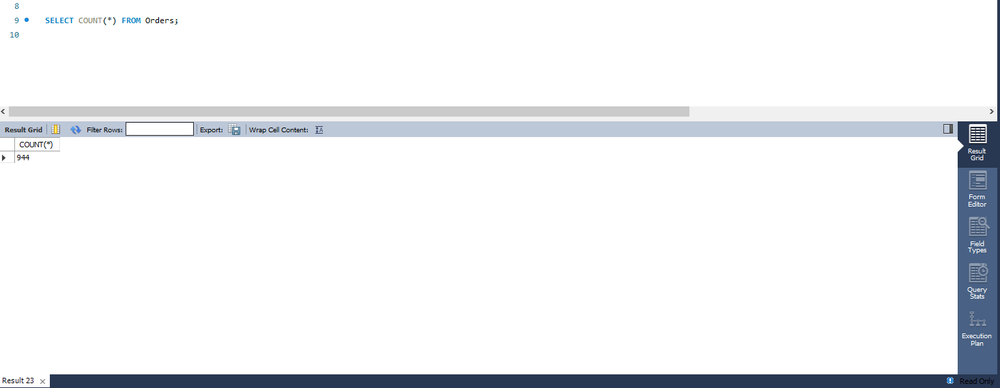 8
9 SELECT COUNT(*) FROM Orders;
10
Result Grid Filter Rows: Export: Wrap Cell Content:
COUNT(*)
944
Result
Grid
Form
Editor
Field
Types
Query
Stats
Execution
Plan
Result 23
Read Only